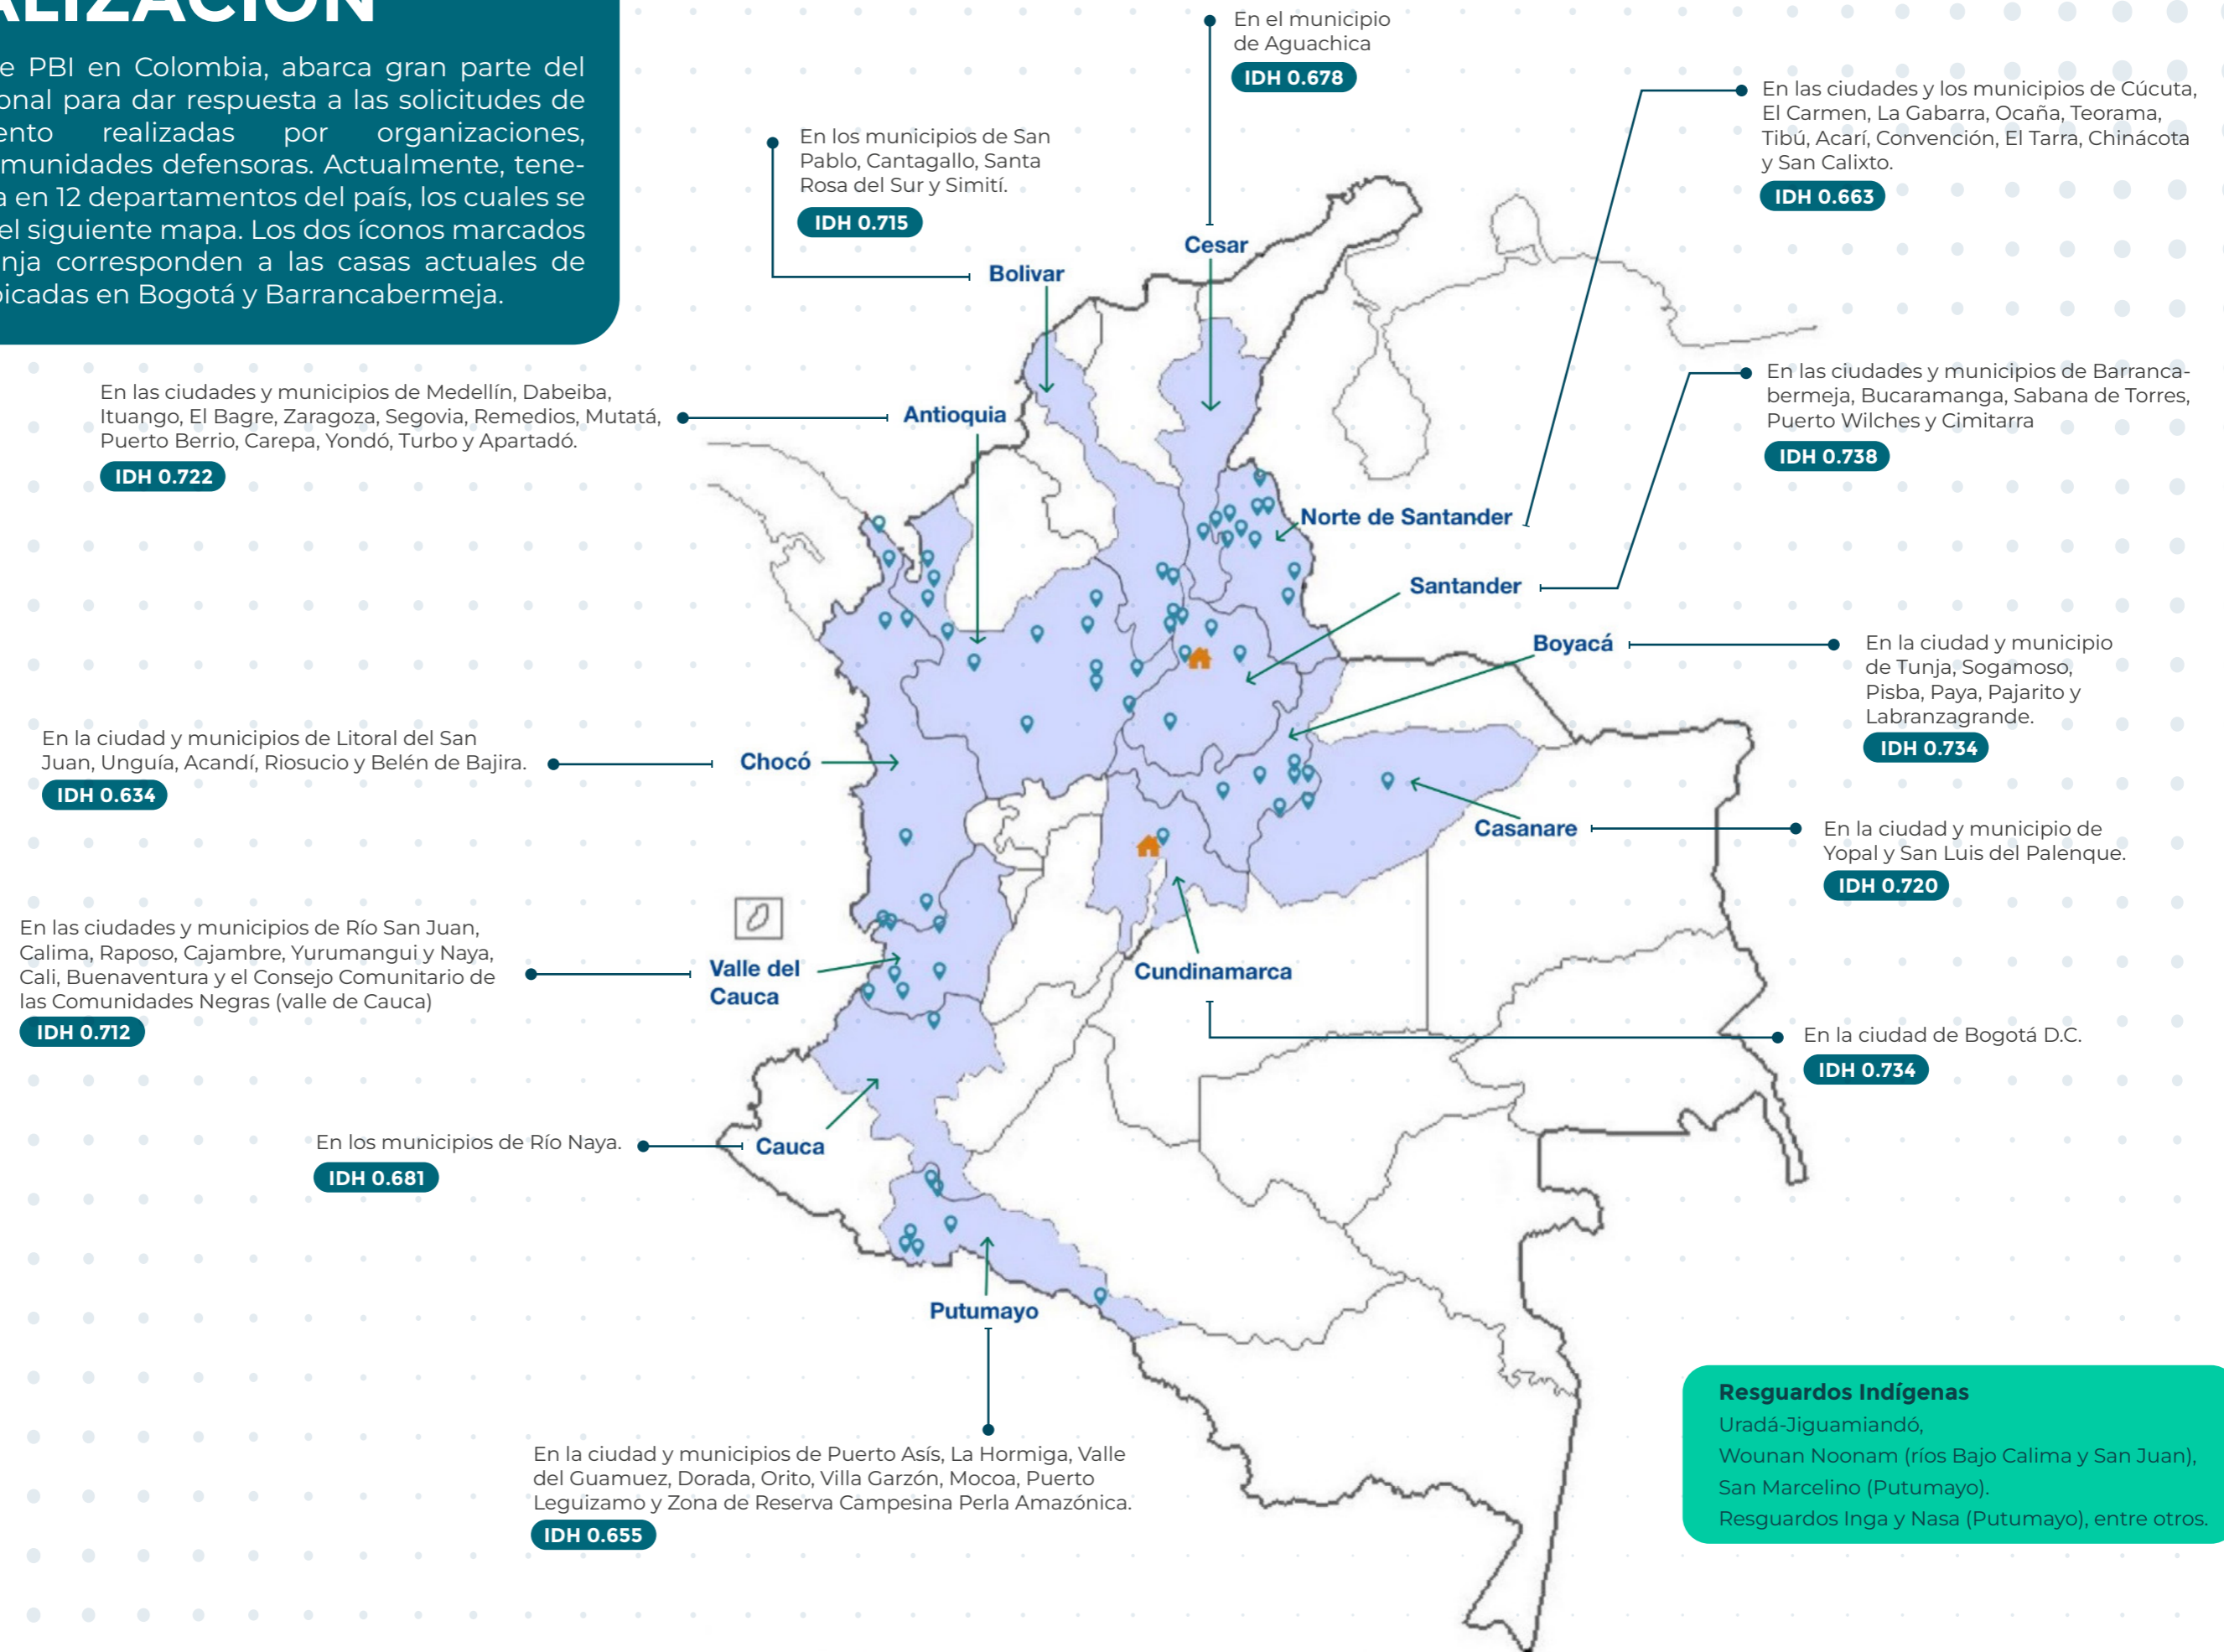 ALIZACIÓN
e PBI en Colombia, abarca gran parte del
onal para dar respuesta a las solicitudes de
ento realizadas por organizaciones,
munidades defensoras. Actualmente, tene-
a en 12 departamentos del país, los cuales se
el siguiente mapa. Los dos íconos marcados
nja corresponden a las casas actuales de
bicadas en Bogotá y Barrancabermeja.
En el municipio
de Aguachica
IDH 0.678
Cesar
En los municipios de San
Pablo, Cantagallo, Santa
Rosa del Sur y Simití.
IDH 0.715
Bolivar
En las ciudades y los municipios de Cúcuta,
El Carmen, La Gabarra, Ocaña, Teorama,
Tibú, Acarí, Convención, El Tarra, Chinácota
y San Calixto.
IDH 0.663
Norte de Santander
En las ciudades y municipios de Medellín, Dabeiba,
Ituango, El Bagre, Zaragoza, Segovia, Remedios, Mutatá,
Puerto Berrio, Carepa, Yondó, Turbo y Apartadó.
IDH 0.722
Antioquia
En las ciudades y municipios de Barranca-
bermeja, Bucaramanga, Sabana de Torres,
Puerto Wilches y Cimitarra
IDH 0.738
Santander
Boyacá
En la ciudad y municipio
de Tunja, Sogamoso,
Pisba, Paya, Pajarito y
Labranzagrande.
IDH 0.734
En la ciudad y municipios de Litoral del San
Juan, Unguía, Acandí, Riosucio y Belén de Bajira.
IDH 0.634
Chocó
Casanare
En la ciudad y municipio de
Yopal y San Luis del Palenque.
IDH 0.720
En las ciudades y municipios de Río San Juan,
Calima, Raposo, Cajambre, Yurumangui y Naya,
Cali, Buenaventura y el Consejo Comunitario de
las Comunidades Negras (valle de Cauca)
IDH 0.712
Valle del
Cauca
Cundinamarca
En la ciudad de Bogotá D.C.
IDH 0.734
En los municipios de Río Naya.
IDH 0.681
Cauca
Putumayo
En la ciudad y municipios de Puerto Asís, La Hormiga, Valle
del Guamuez, Dorada, Orito, Villa Garzón, Mocoa, Puerto
Leguizamo y Zona de Reserva Campesina Perla Amazónica.
IDH 0.655
Resguardos Indígenas
Uradá-Jiguamiandó,
Wounan Noonam (ríos Bajo Calima y San Juan),
San Marcelino (Putumayo).
Resguardos Inga y Nasa (Putumayo), entre otros.